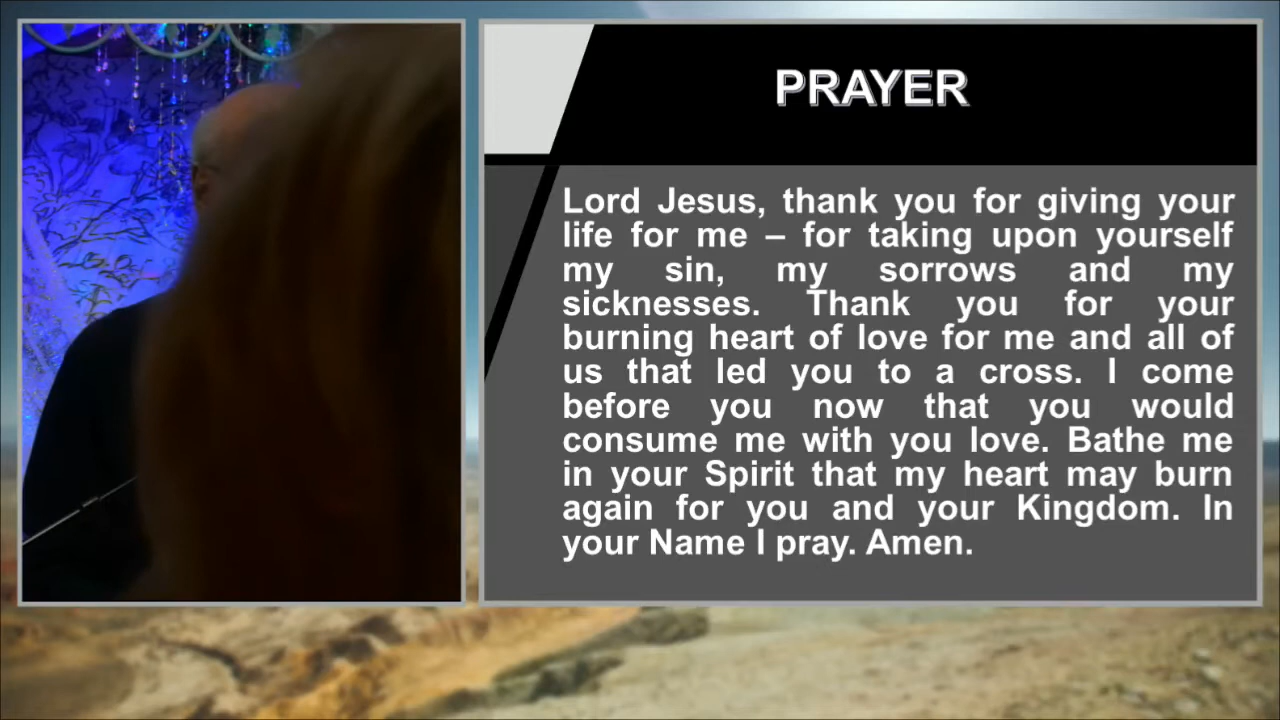 PRAYER
Lord Jesus, thank you for giving your
life for me – for taking upon yourself
my sin, my sorrows and my
sicknesses. Thank you for your
burning heart of love for me and all of
us that led you to a cross. I come
before you now that you would
consume me with you love. Bathe me
in your Spirit that my heart may burn
again for you and your Kingdom. In
your Name I pray. Amen.